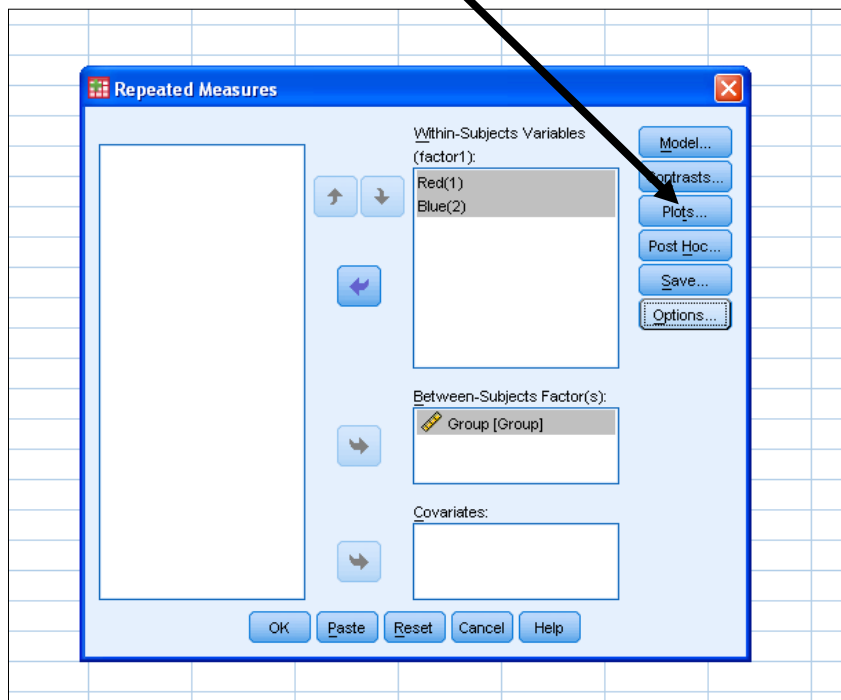 Repeated Measures
Within-Subjects Variables
(factor1):
Red(1)
Blue(2)
Model...
Contrasts...
Plots...
Post Hoc...
Save...
Options...
Between-Subjects Factor(s):
Group [Group]
Covariates:
OK
Paste
Reset
Cancel
Help